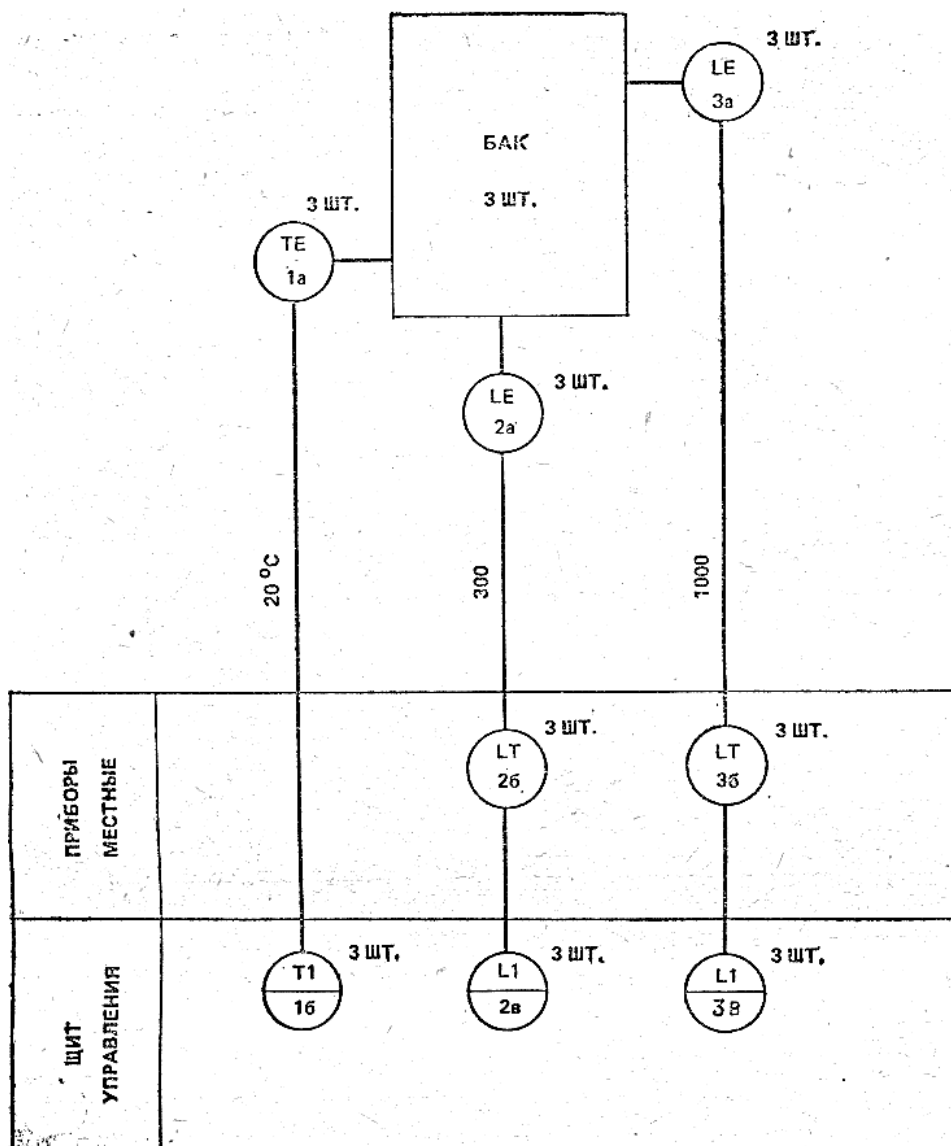 3 ШТ.
LE
3а
БАК
3 ШТ.
3 ШТ.
TE
1а
3 ШТ.
LE
2а
20 °C
300
1000
ПРИБОРЫ
МЕСТНЫЕ
3 ШТ.
LT
2б
3 ШТ.
LT
3б
ЩИТ
УПРАВЛЕНИЯ
3 ШТ.
T1
1б
3 ШТ.
L1
2в
3 ШТ.
L1
3в